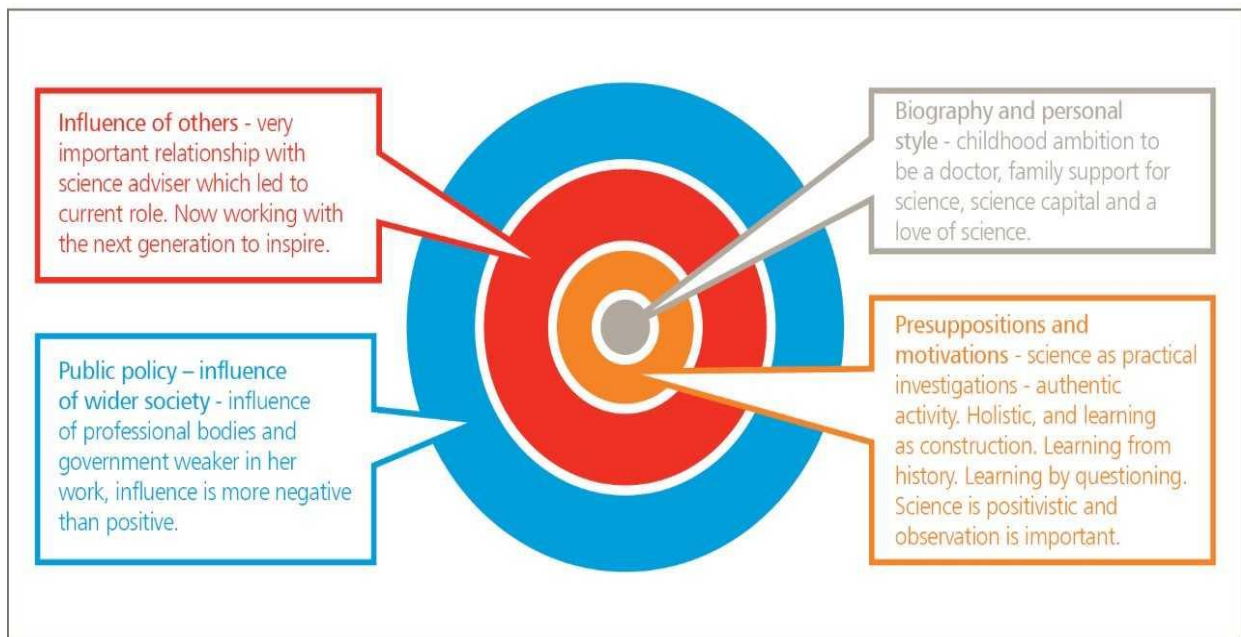 Influence of others - very
important relationship with
science adviser which led to
current role. Now working with
the next generation to inspire.
Public policy – influence
of wider society - influence
of professional bodies and
government weaker in her
work, influence is more negative
than positive.
Biography and personal
style - childhood ambition to
be a doctor, family support for
science, science capital and a
love of science.
Presuppositions and
motivations - science as practical
investigations - authentic
activity. Holistic, and learning
as construction. Learning from
history. Learning by questioning.
Science is positivistic and
observation is important.